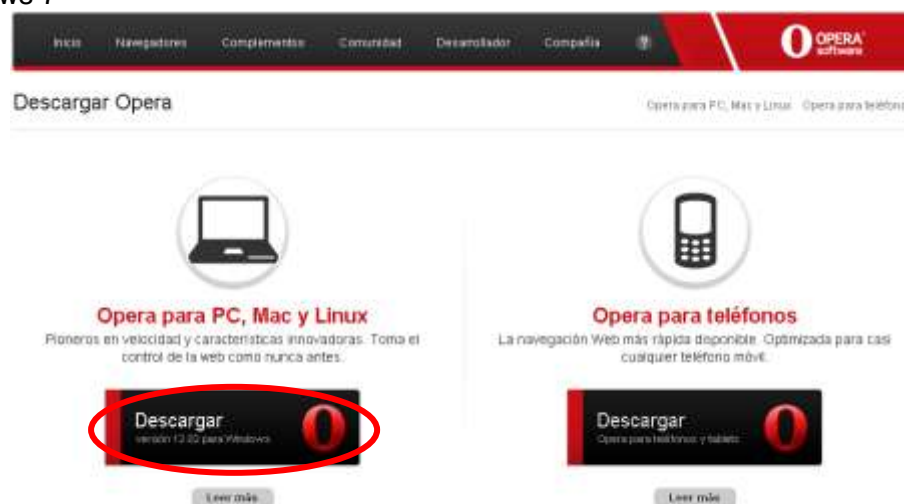 Inicio Navegadores Complementos Comunidad Desarrollador Compañía ?
OPERA
software
Descargar Opera
Opera para PC, Mac y Linux Opera para teléfono
Opera para PC, Mac y Linux
Pioneros en velocidad y características innovadoras. Toma el
control de la web como nunca antes.
Opera para teléfonos
La navegación Web más rápida disponible. Optimizada para casi
cualquier teléfono móvil.
Descargar
para Windows
Descargar
Opera para teléfonos y tablets
Leer más
Leer más